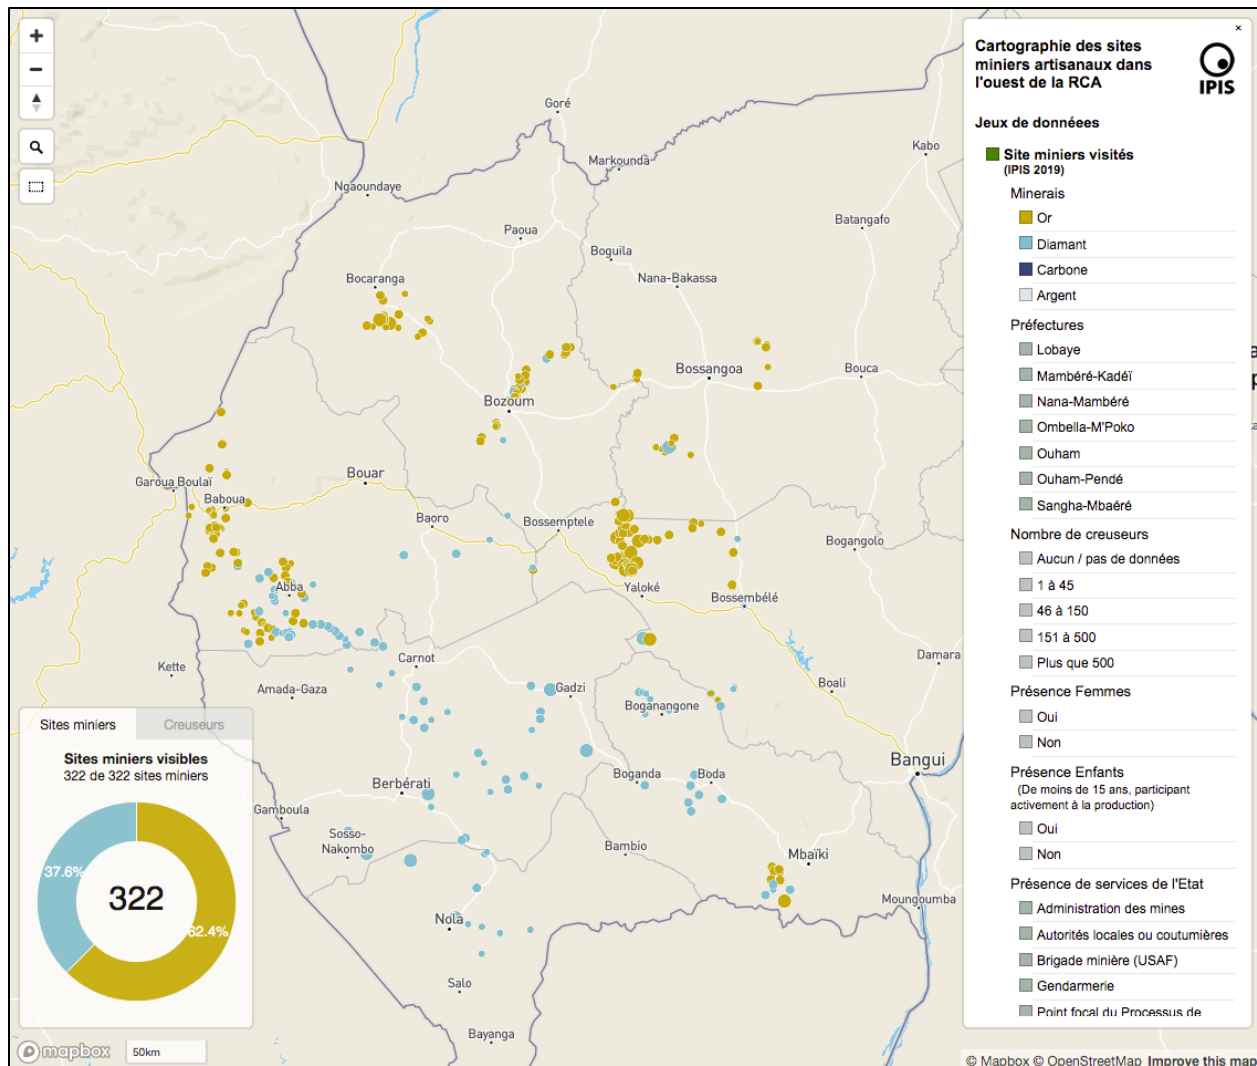 Cartographie des sites
miniers artisanaux dans
l'ouest de la RCA
IPIS
×
Jeux de donnéees
Site miniers visités
(IPIS 2019)
Minerais
Or
Diamant
Carbone
Argent
Préfectures
Lobaye
Mambéré-Kadéï
Nana-Mambéré
Ombella-M'Poko
Ouham
Ouham-Pendé
Sangha-Mbaéré
Nombre de creuseurs
Aucun / pas de données
1 à 45
46 à 150
151 à 500
Plus que 500
Présence Femmes
Oui
Non
Présence Enfants
(De moins de 15 ans, participant
activement à la production)
Oui
Non
Présence de services de l'Etat
Administration des mines
Autorités locales ou coutumières
Brigade minière (USAF)
Gendarmerie
Point focal du Processus de
Goré
Markounda
Kabo
Ngaoundaye
Batangafo
Paoua
Boguila
Bocaranga
Nana-Bakassa
Bossangoa
Bouca
Bozoum
Garoua Boulaï
Bouar
Baboua
Baoro
Bossemptele
Bogangolo
Abba
Yaloké
Bossembélé
Kette
Carnot
Damara
Amada-Gaza
Gadzi
Boali
Boganangone
Bangui
Berbérati
Boganda
Boda
Gamboula
Sosso-
Nakombo
Bambio
Mbaïki
Moungoumba
Nola
Salo
Bayanga
Sites miniers
Creuseurs
Sites miniers visibles
322 de 322 sites miniers
37.6%
322
62.4%
mapbox
50km
© Mapbox © OpenStreetMap Improve this map